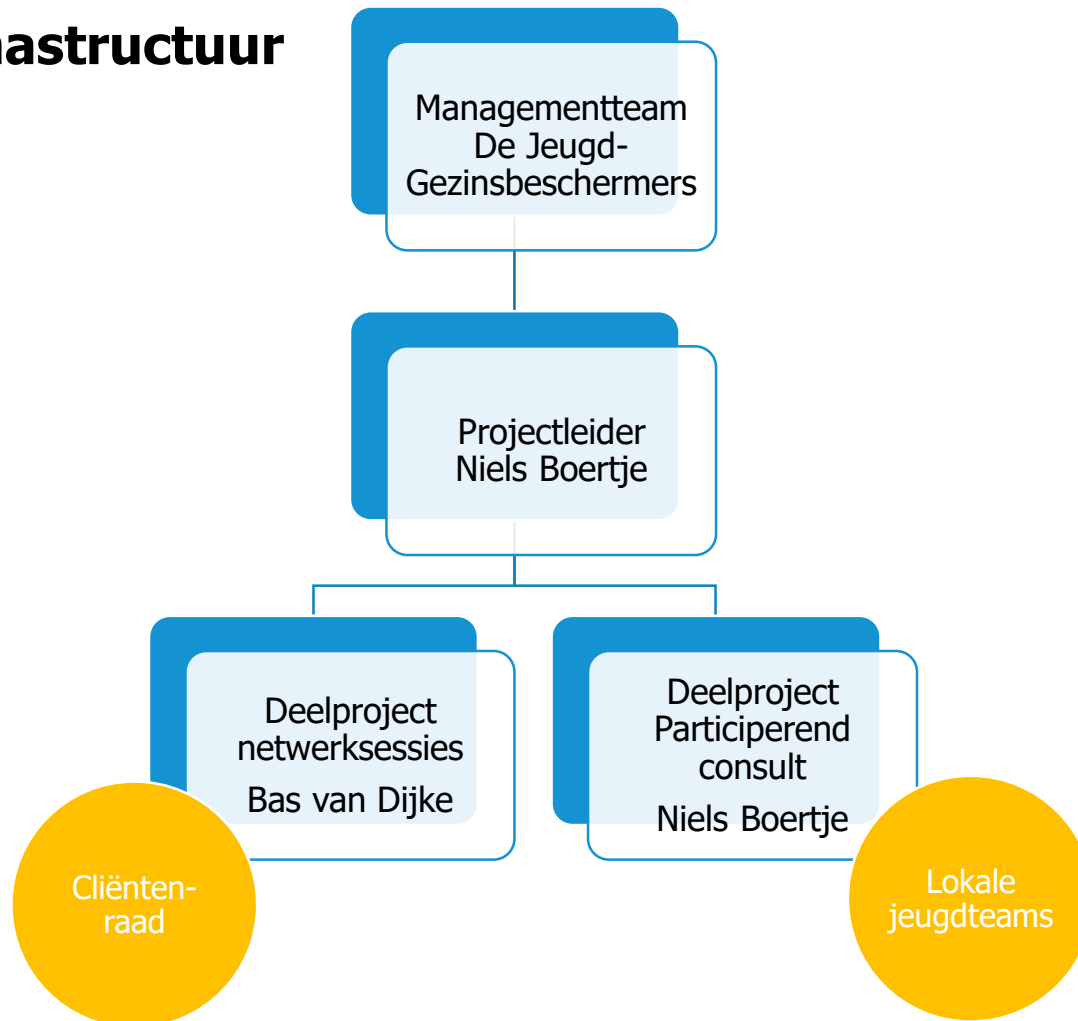 astructuur
Managementteam
De Jeugd-
Gezinsbeschermers
Projectleider
Niels Boertje
Deelproject
netwerksessies
Bas van Dijke
Deelproject
Participerend
consult
Niels Boertje
Cliënten-
raad
Lokale
jeugdteams